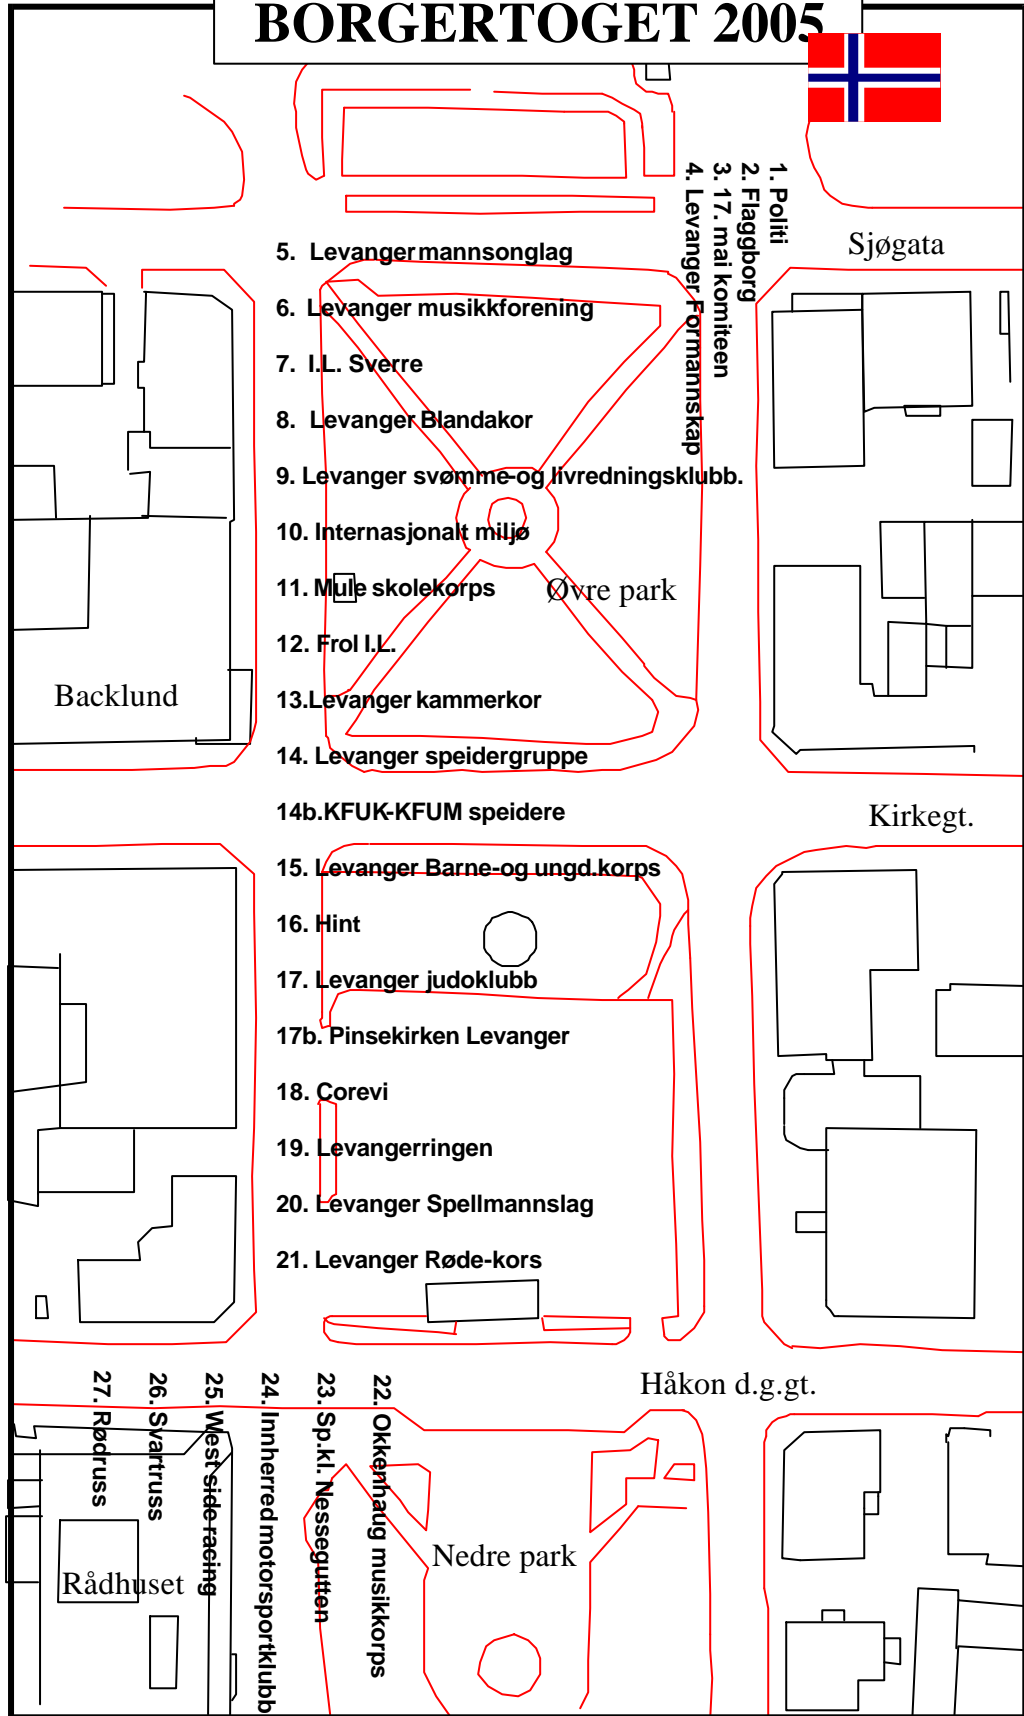 BORGERTOGET 2005
1. Politi
2. Flaggborg
3. 17. mai komiteen
4. Levanger Formannskap
Sjøgata
5. Levanger mannsonglag
6. Levanger musikkforening
7. I.L. Sverre
8. Levanger Blandakor
9. Levanger svømme-og livredningsklubb.
10. Internasjonalt miljø
11. Mule skolekorps
Øvre park
12. Frol I.L.
Backlund
13.Levanger kammerkor
14. Levanger speidergruppe
14b.KFUK-KFUM speidere
Kirkegt.
15. Levanger Barne-og ungd.korps
16. Hint
17. Levanger judoklubb
17b. Pinsekirken Levanger
18. Corevi
19. Levangerringen
20. Levanger Spellmannslag
21. Levanger Røde-kors
Håkon d.g.gt.
22. Okkenhaug musikkorps
23. Sp.kl. Nessegutten
24. Innherred motorsportklubb
25. West side racing
26. Svartruss
27. Rødruss
Nedre park
Rådhuset